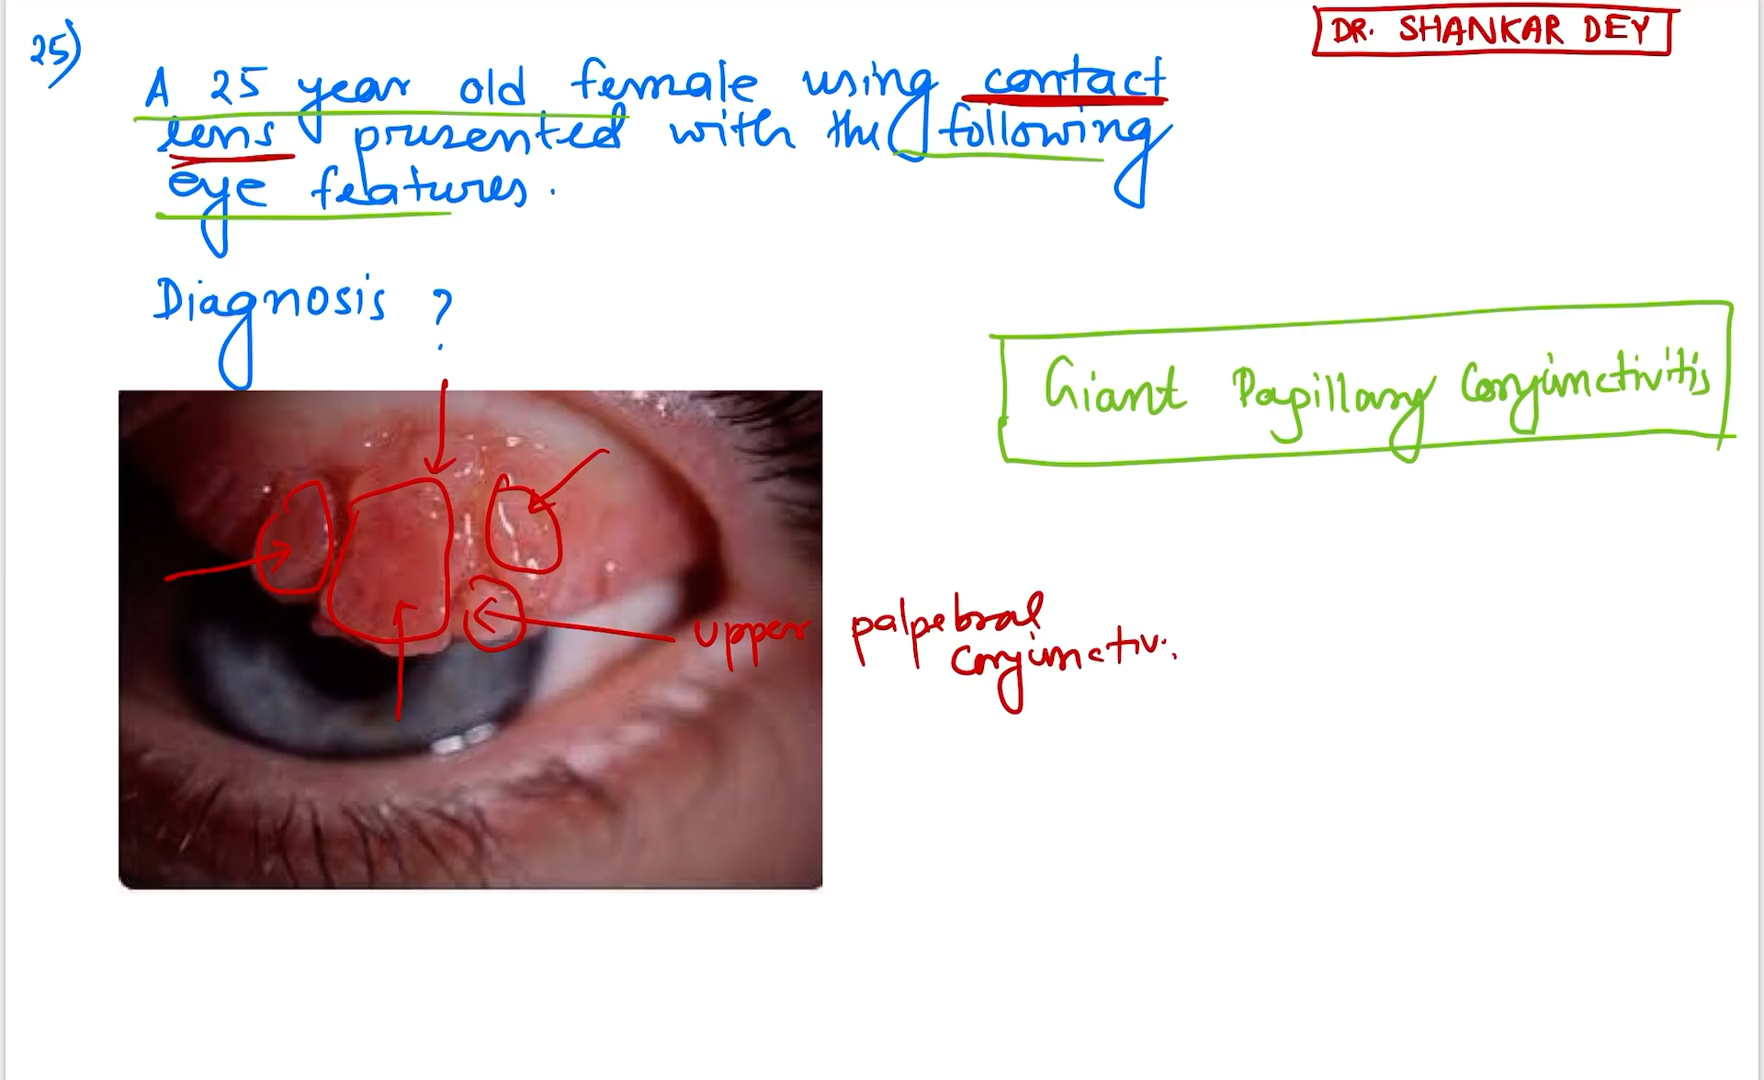 DR. SHANKAR DEY
25)
A 25 year old female using contact
lens presented with the following
eye features.
Diagnosis ?
Giant Papillary Conjunctivitis
upper palpebral
conjunctiv.